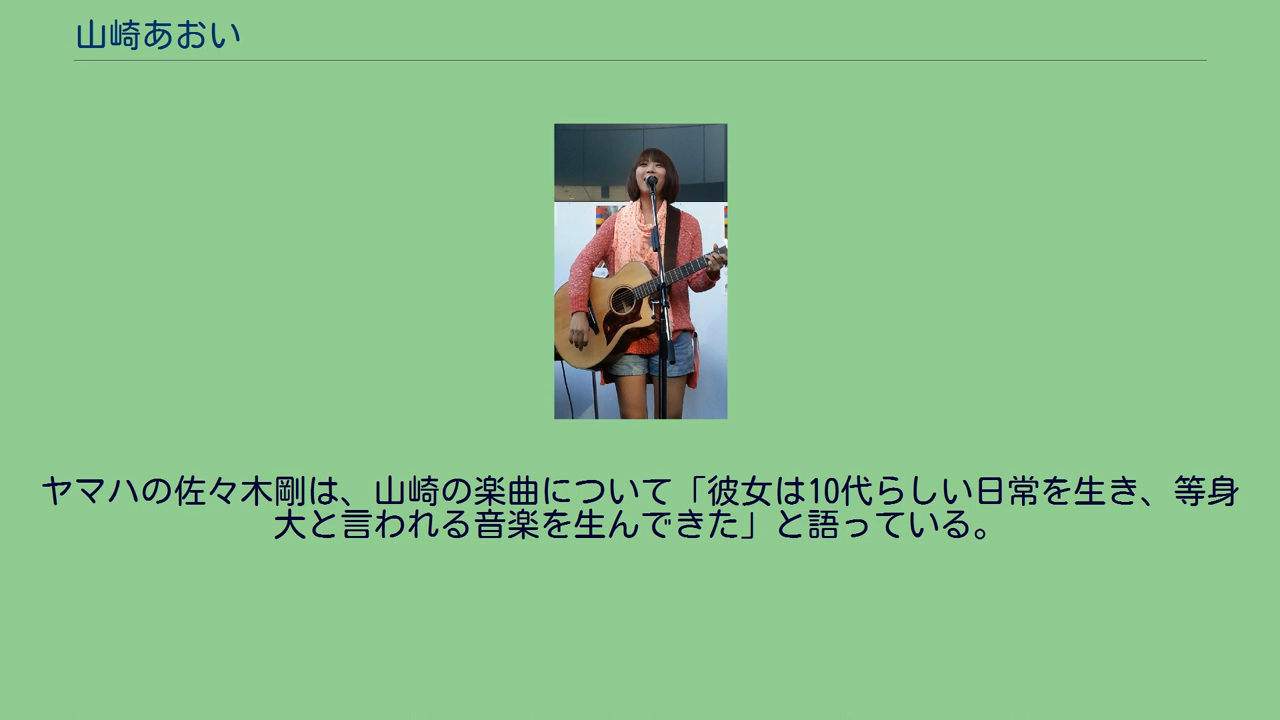 山崎あおい
ヤマハの佐々木剛は、山崎の楽曲について「彼女は10代らしい日常を生き、等身
大と言われる音楽を生んできた」と語っている。